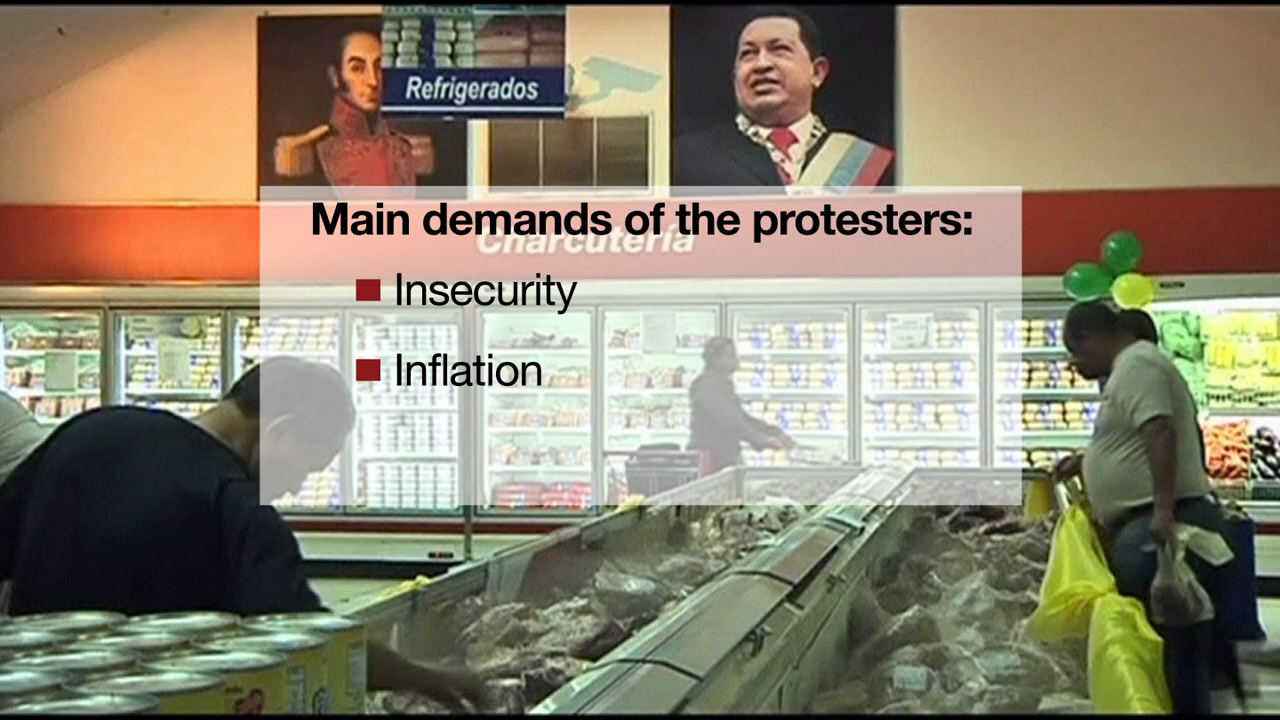 Refrigerados
Main demands of the protesters:
Charcutería
Insecurity
Inflation